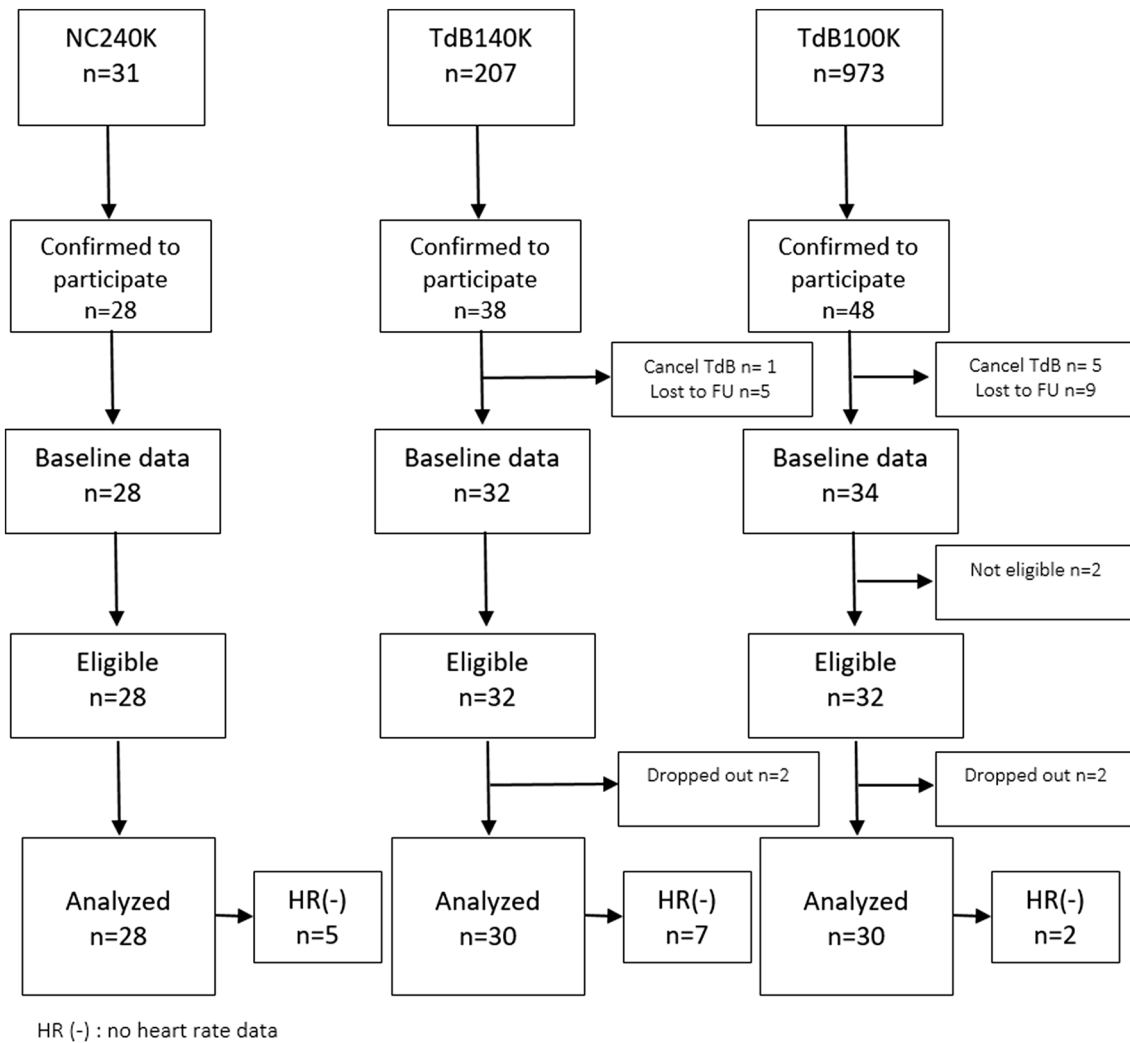 NC240K
n=31
TdB140K
n=207
TdB100K
n=973
Confirmed to
participate
n=28
Confirmed to
participate
n=38
Confirmed to
participate
n=48
Cancel TdB n= 1
Lost to FU n=5
Cancel TdB n= 5
Lost to FU n=9
Baseline data
n=28
Baseline data
n=32
Baseline data
n=34
Not eligible n=2
Eligible
n=28
Eligible
n=32
Eligible
n=32
Dropped out n=2
Dropped out n=2
Analyzed
n=28
HR(-)
n=5
Analyzed
n=30
HR(-)
n=7
Analyzed
n=30
HR(-)
n=2
HR (-) : no heart rate data